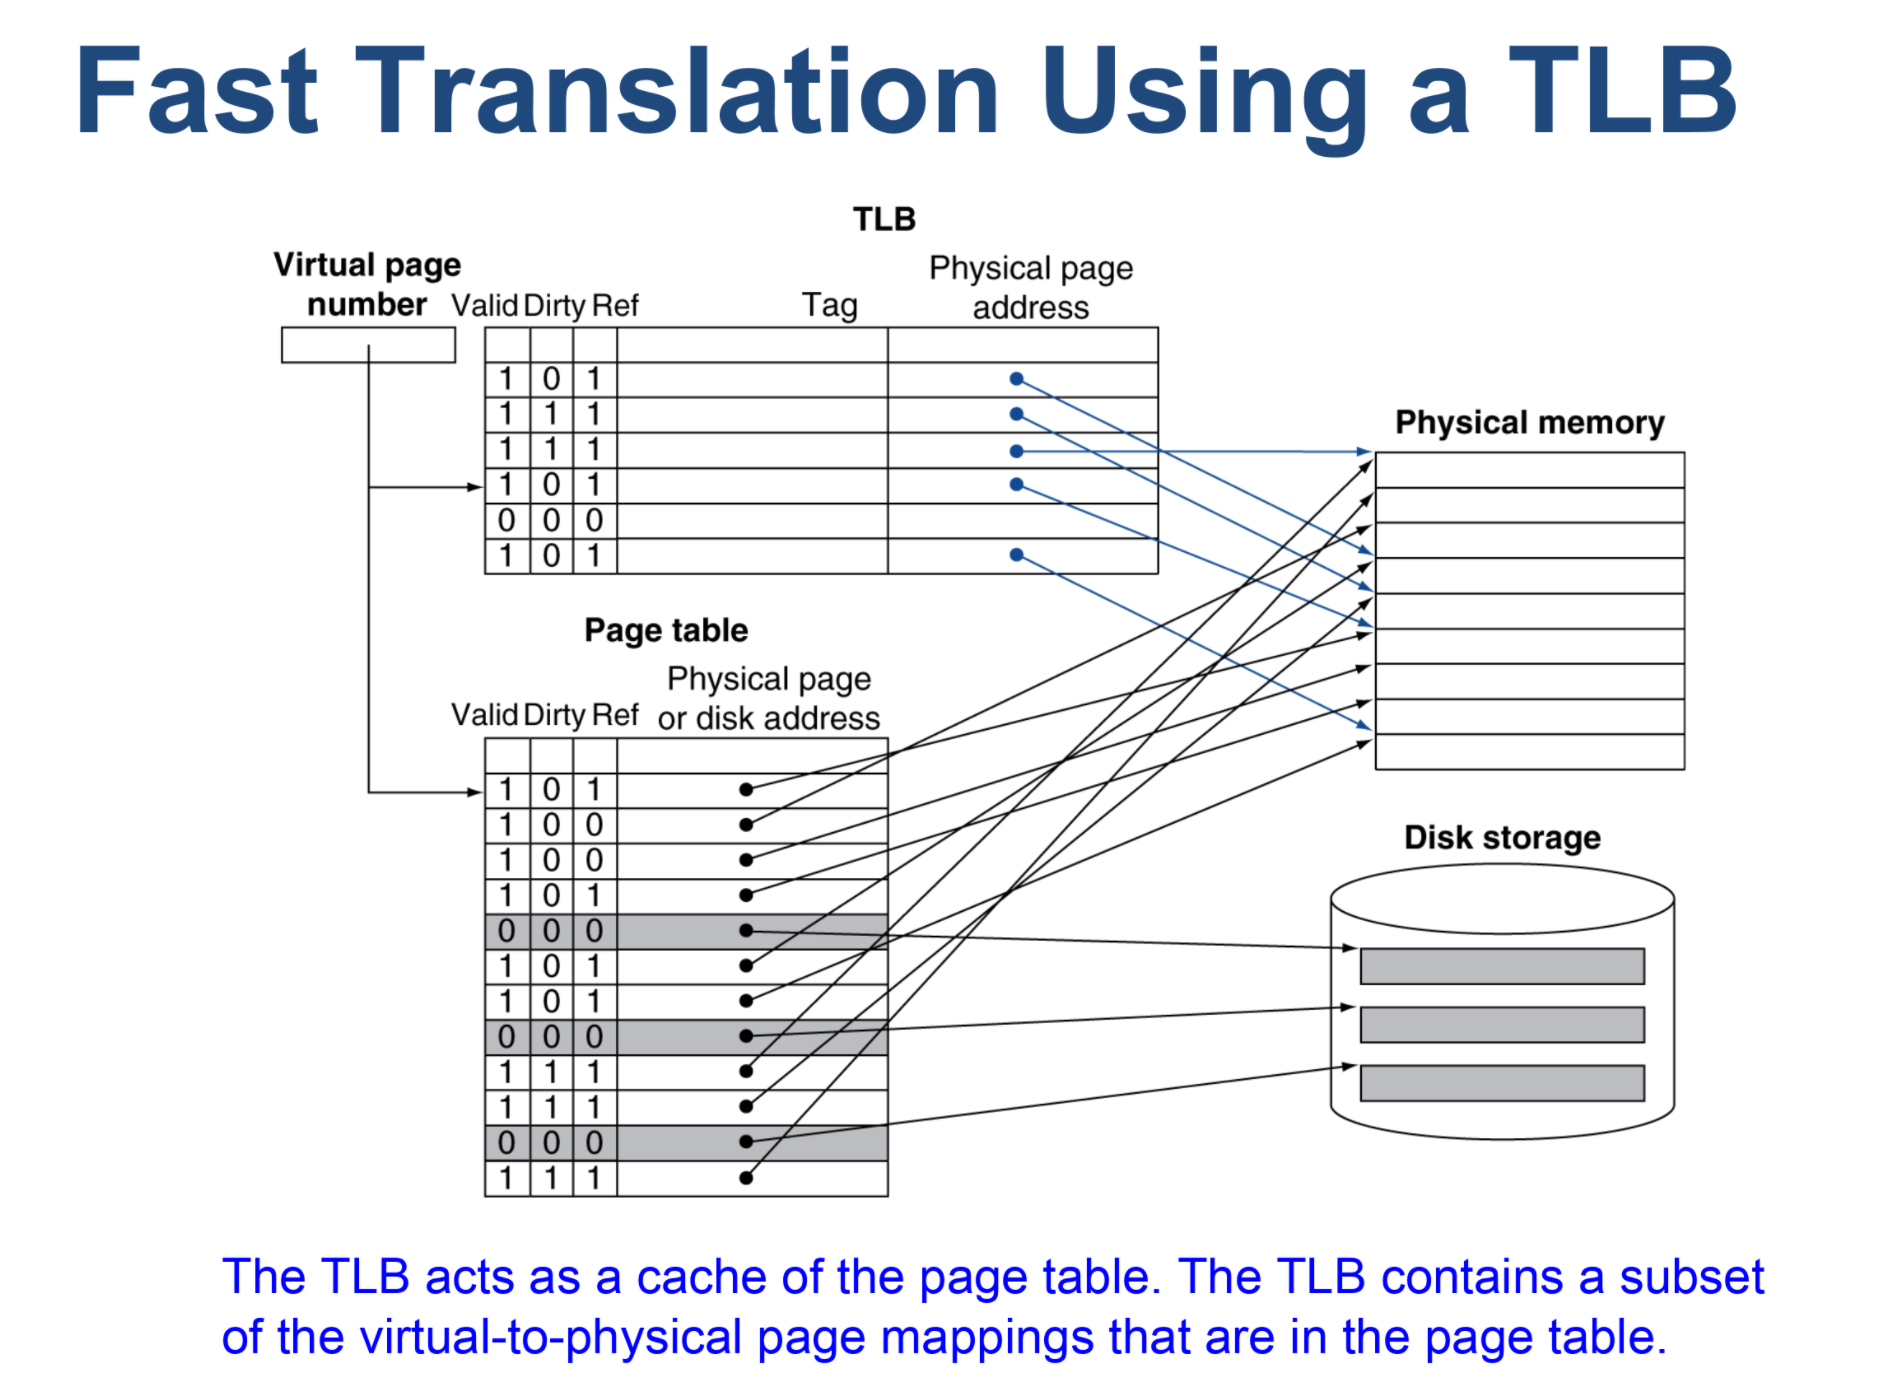 Fast Translation Using a TLB
TLB
Virtual page
number
Valid Dirty Ref
Tag
Physical page
address
1 0 1
1 1 1
1 1 1
1 0 1
0 0 0
1 0 1
Physical memory
Page table
Valid Dirty Ref
Physical page
or disk address
1 0 1
1 0 0
1 0 0
1 0 1
0 0 0
1 0 1
1 0 1
0 0 0
1 1 1
1 1 1
0 0 0
1 1 1
Disk storage
The TLB acts as a cache of the page table. The TLB contains a subset
of the virtual-to-physical page mappings that are in the page table.